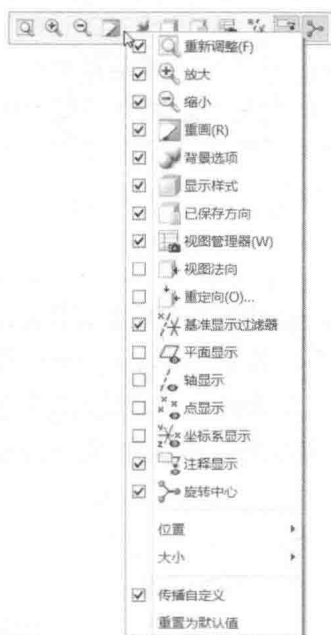 重新调整(F)
放大
缩小
重画(R)
背景选项
显示样式
已保存方向
视图管理器(W)
视图法向
重定向(O)...
基准显示过滤器
平面显示
轴显示
点显示
坐标系显示
注释显示
旋转中心
位置
大小
传播自定义
重置为默认值